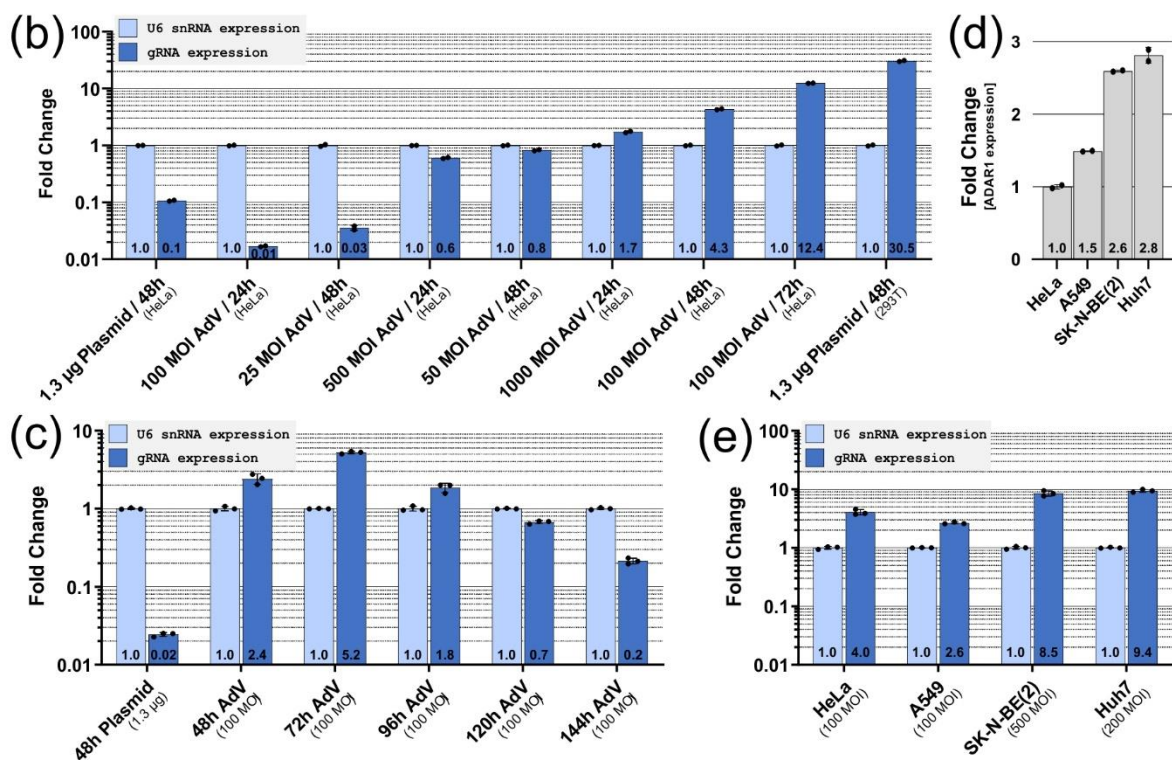 (b)
U6 snRNA expression
gRNA expression
Fold Change
100
10
1
0.1
0.01
1.0 0.1 1.0 0.01 1.0 0.03 1.0 0.6 1.0 0.8 1.0 1.7 1.0 4.3 1.0 12.4 1.0 30.5
1.3 µg Plasmid / 48h
(HeLa)
100 MOI AdV / 24h
(HeLa)
25 MOI AdV / 48h
(HeLa)
500 MOI AdV / 24h
(HeLa)
50 MOI AdV / 48h
(HeLa)
1000 MOI AdV / 24h
(HeLa)
100 MOI AdV / 48h
(HeLa)
100 MOI AdV / 72h
(HeLa)
1.3 µg Plasmid / 48h
(293T)
(d)
Fold Change
[ADAR1 expression]
3
2
1
0
1.0 1.5 2.6 2.8
HeLa
A549
SK-N-BE(2)
Huh7
(c)
U6 snRNA expression
gRNA expression
Fold Change
10
1
0.1
0.01
1.0 0.02 1.0 2.4 1.0 5.2 1.0 1.8 1.0 0.7 1.0 0.2
48h Plasmid
(1.3 µg)
48h AdV
(100 MOI)
72h AdV
(100 MOI)
96h AdV
(100 MOI)
120h AdV
(100 MOI)
144h AdV
(100 MOI)
(e)
U6 snRNA expression
gRNA expression
Fold Change
100
10
1
0.1
0.01
1.0 4.0 1.0 2.6 1.0 8.5 1.0 9.4
HeLa
(100 MOI)
A549
(100 MOI)
SK-N-BE(2)
(500 MOI)
Huh7
(200 MOI)